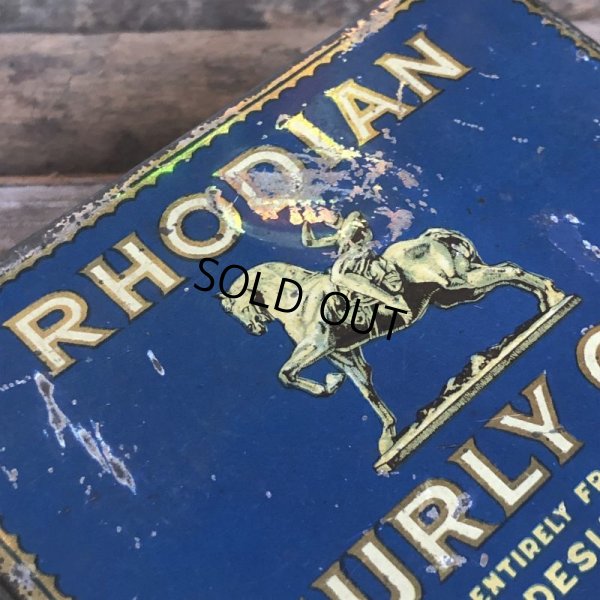 RHODIAN
SOLD OUT
URLY
ENTIRELY FR
DESI